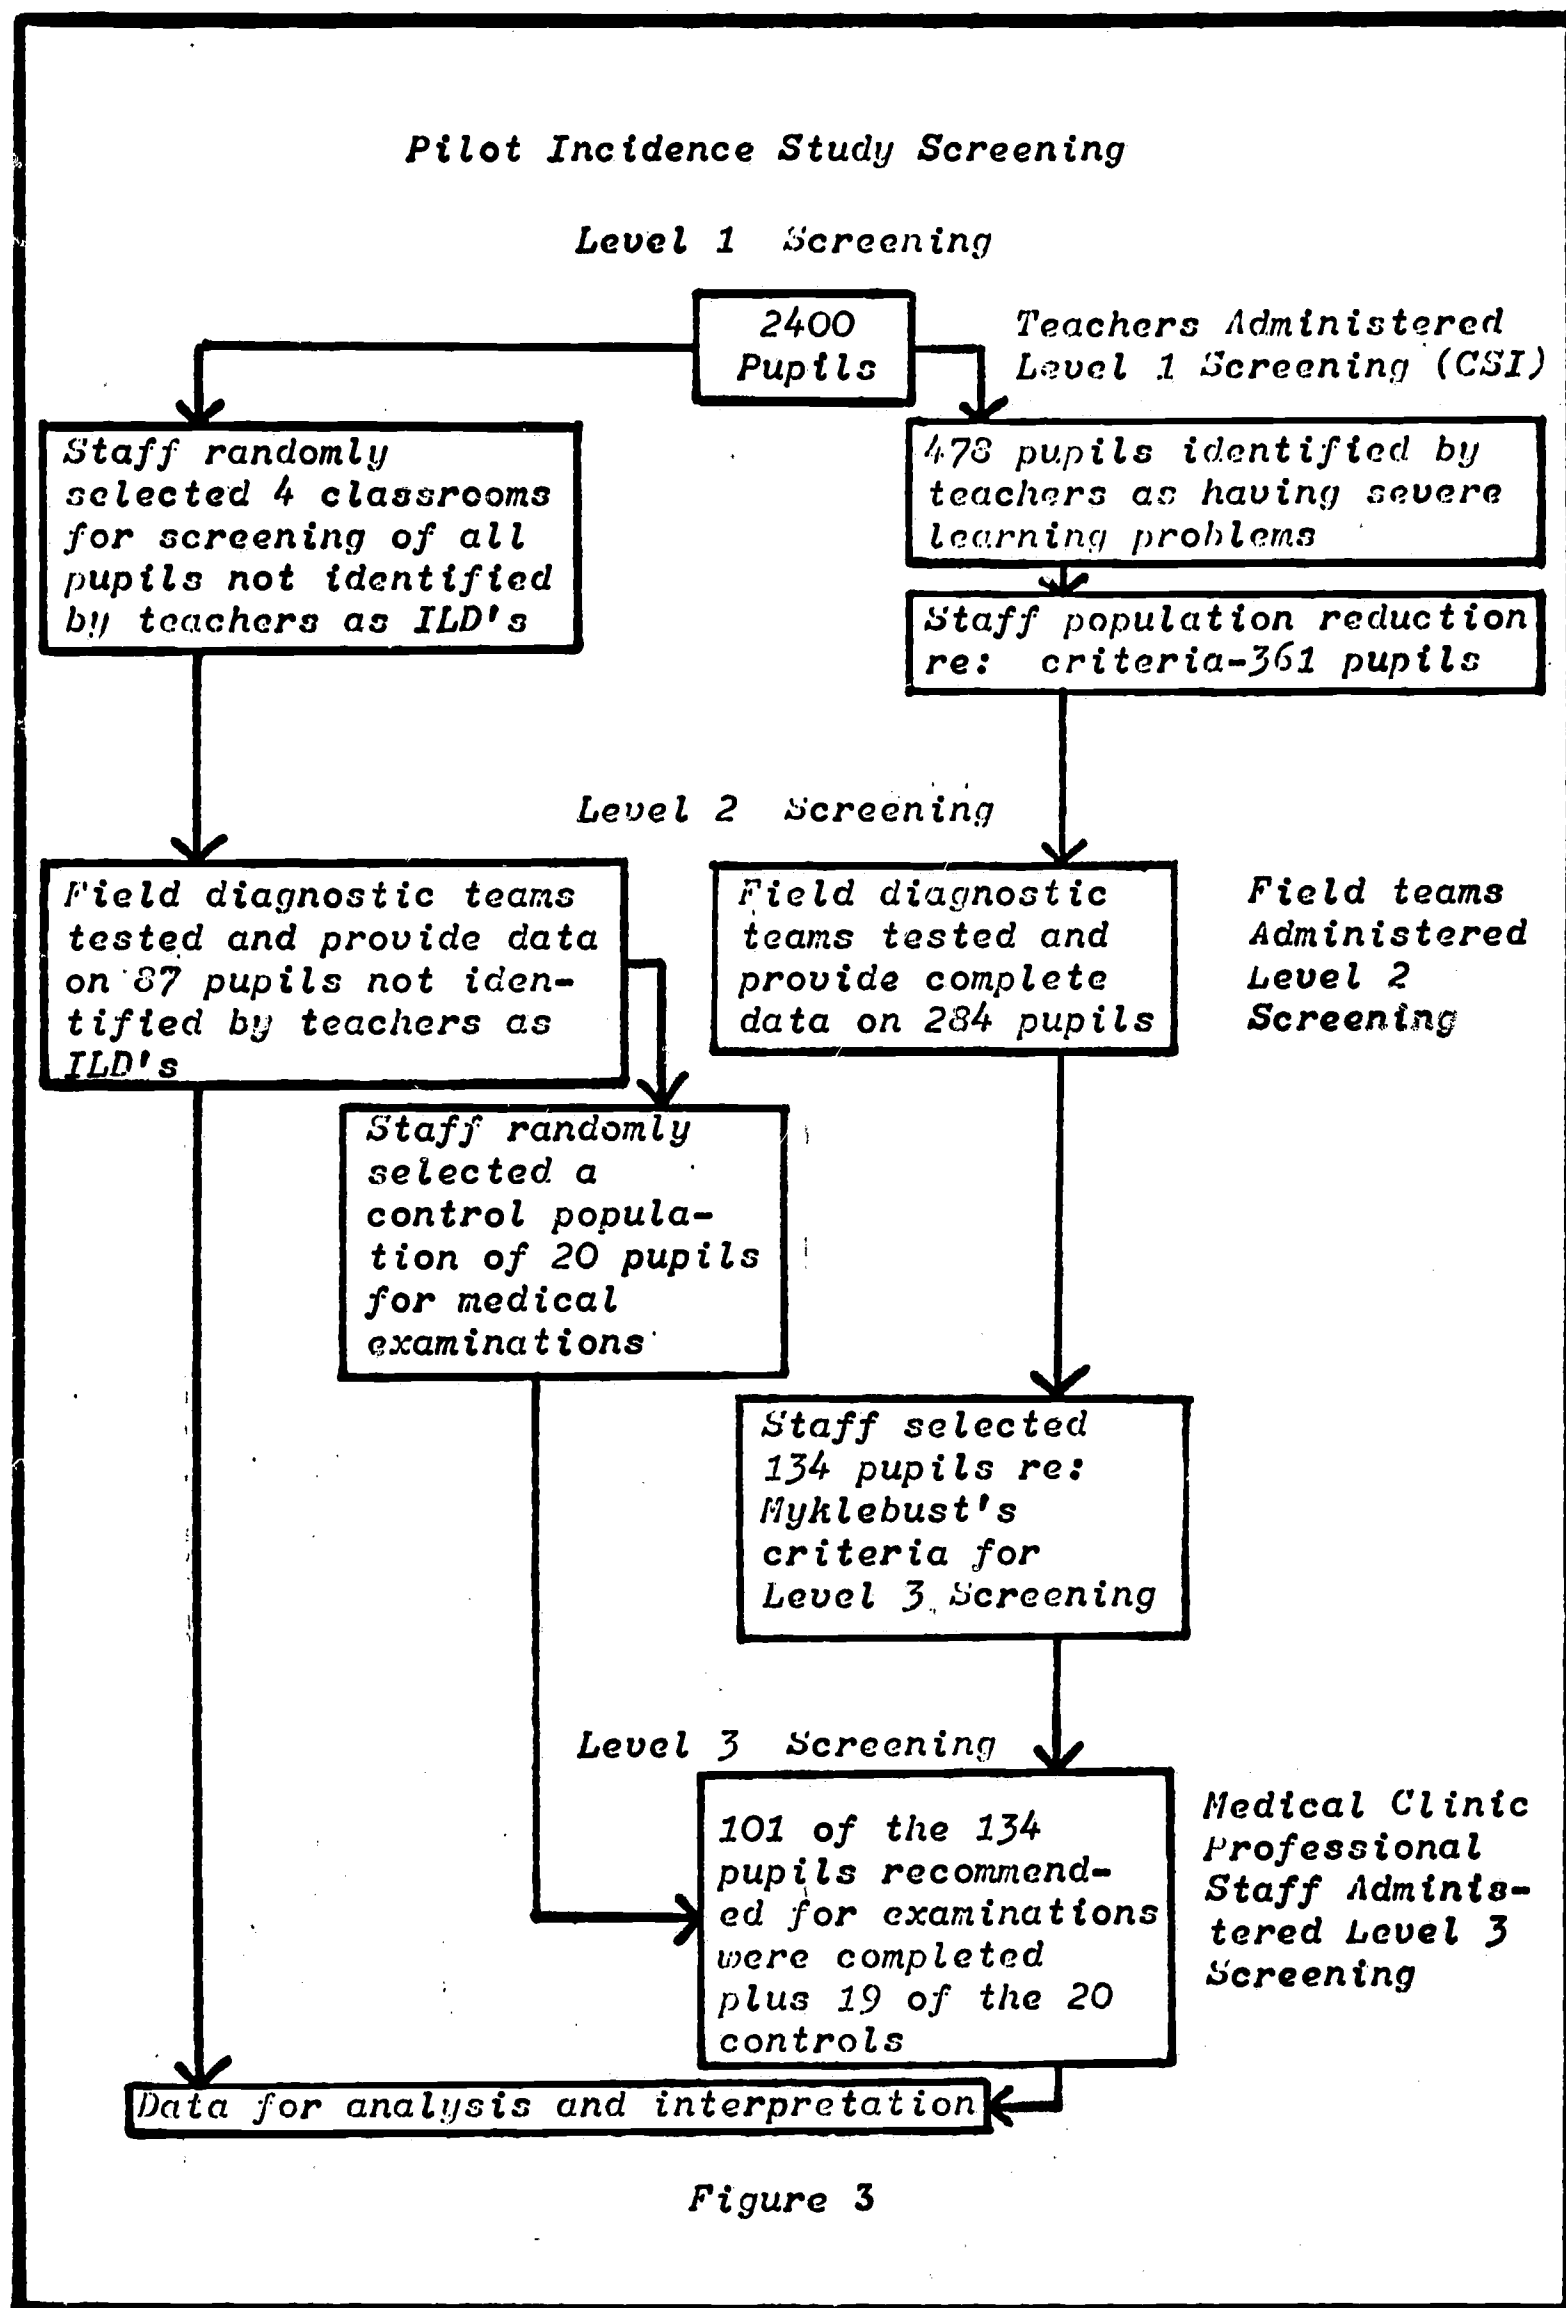 Pilot Incidence Study Screening
Level 1 Screening
2400
Pupils
Teachers Administered
Level 1 Screening (CSI)
Staff randomly
selected 4 classrooms
for screening of all
pupils not identified
by teachers as ILD's
478 pupils identified by
teachers as having severe
learning problems
Staff population reduction
re: criteria-361 pupils
Level 2 Screening
Field diagnostic teams
tested and provide data
on 87 pupils not iden-
tified by teachers as
ILD's
Field diagnostic
teams tested and
provide complete
data on 284 pupils
Field teams
Administered
Level 2
Screening
Staff randomly
selected a
control popula-
tion of 20 pupils
for medical
examinations
Staff selected
134 pupils re:
Myklebust's
criteria for
Level 3 Screening
Level 3 Screening
101 of the 134
pupils recommend-
ed for examinations
were completed
plus 19 of the 20
controls
Medical Clinic
Professional
Staff Adminis-
tered Level 3
Screening
Data for analysis and interpretation
Figure 3